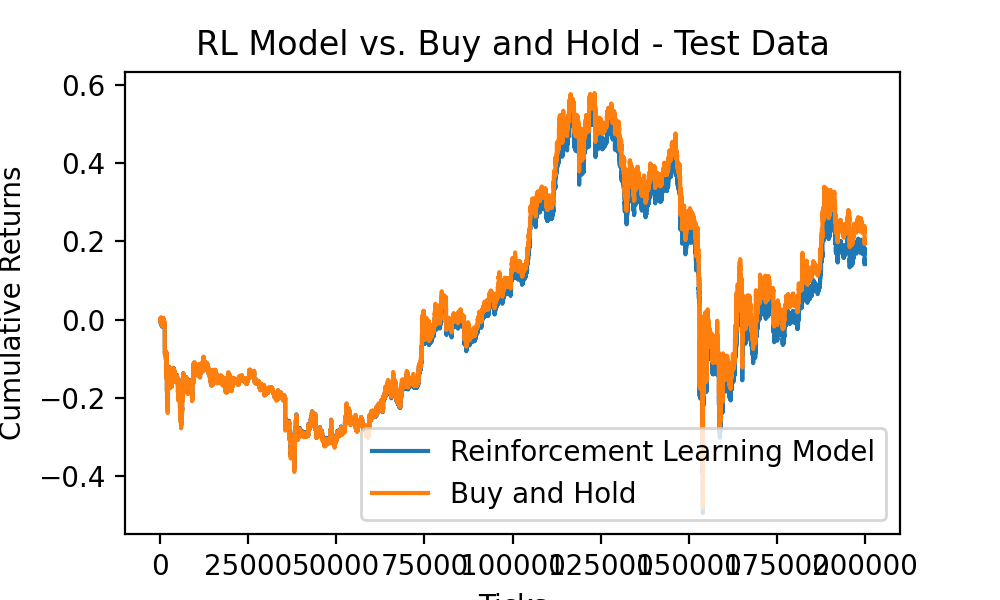 RL Model vs. Buy and Hold - Test Data
Cumulative Returns
0.6
0.4
0.2
0.0
−0.2
−0.4
Reinforcement Learning Model
Buy and Hold
0 25000 50000 75000 100000 125000 150000 175000 200000
Ticks